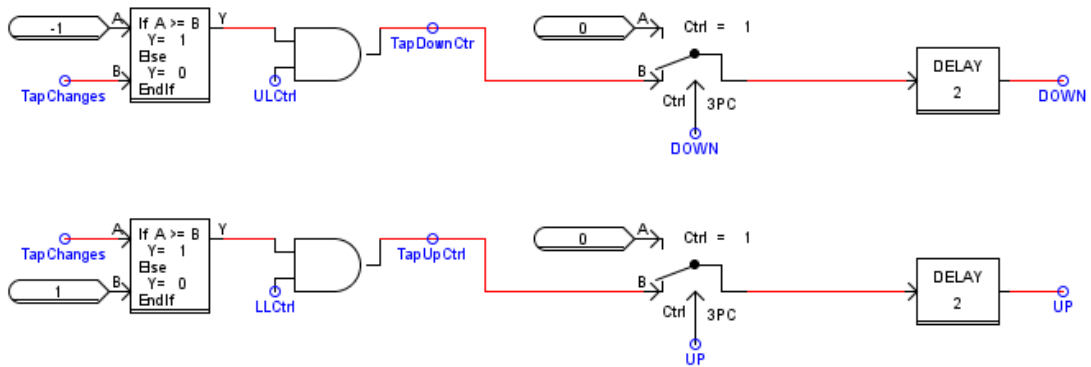 -1
A
If A >= B
Y= 1
Else
Y= 0
EndIf
Y
B
TapChanges
ULCtrl
TapDownCtr
0
A
Ctrl = 1
B
Ctrl
3PC
DOWN
DELAY
2
DOWN
TapChanges
A
If A >= B
Y= 1
Else
Y= 0
EndIf
Y
B
1
LLCtrl
TapUpCtrl
0
A
Ctrl = 1
B
Ctrl
3PC
UP
DELAY
2
UP